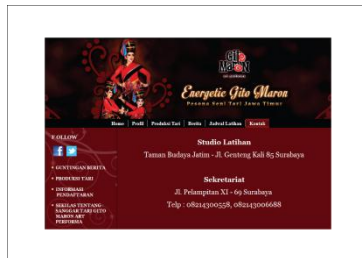 Gito
Maron
Energetic Gito Maron
Pesona Seni Tari Jawa Timur
Home | Profil | Produksi Tari | Berita | Jadwal Latihan | Kontak
FOLLOW
GUNTINGAN BERITA
PRODUKSI TARI
INFORMASI
PENDAFTARAN
SEKILAS TENTANG
SANGGAR TARI GITO
MARON ART
PERFORMA
Studio Latihan
Taman Budaya Jatim - Jl. Genteng Kali 85 Surabaya
Sekretariat
Jl. Pelampitan XI - 69 Surabaya
Telp : 08214300558, 082143006688